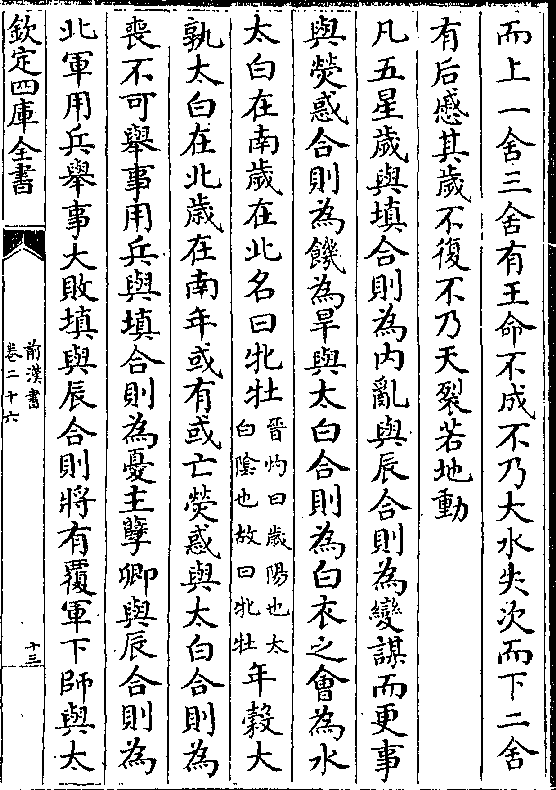 而上一舍三舍有王命不成不乃大水失次而下二舍
有后慼其歲不復不乃天裂若地動
凡五星歲與填合則為内亂與辰合則為變謀而更事
與熒惑合則為饑為旱與太白合則為白衣之會為水
太白在南歲在北名曰牝牡晉灼曰歲陽也太白陰也故曰牝牡年穀大
孰太白在北歳在南年或有或亡熒惑與太白合則為
喪不可舉事用兵與填合則為憂主孽卿與辰合則為
北軍用兵舉事大敗填與辰合則將有覆軍下師與太
欽定四庫全書
前漢書
卷二十六
十三